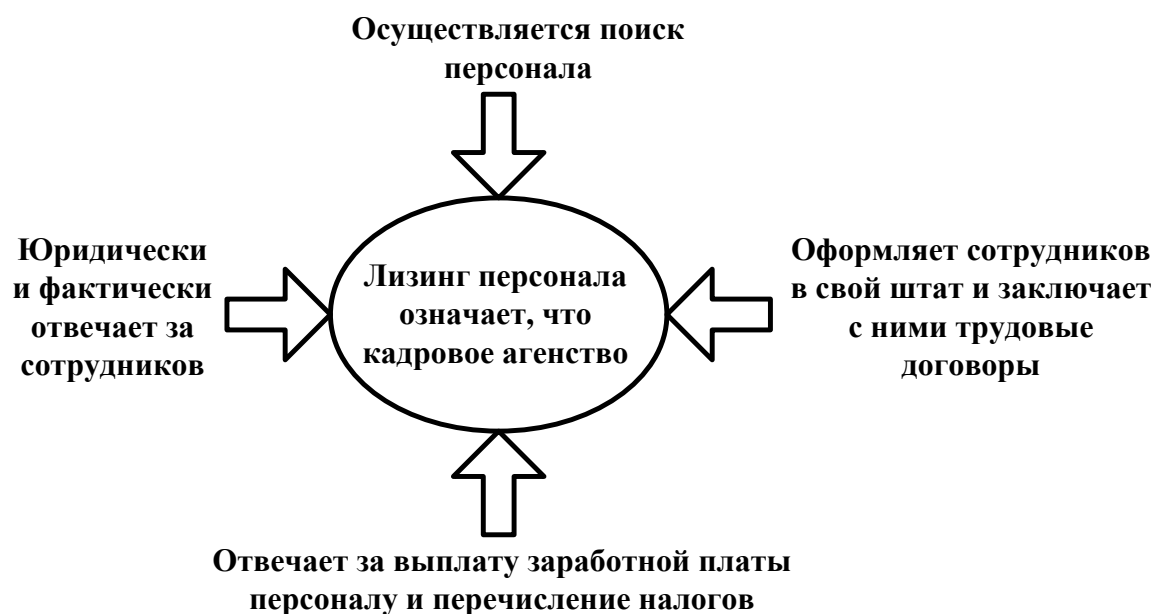 Осуществляется поиск
персонала
Юридически
и фактически
отвечает за
сотрудников
Лизинг персонала
означает, что
кадровое агенство
Оформляет сотрудников
в свой штат и заключает
с ними трудовые
договоры
Отвечает за выплату заработной платы
персоналу и перечисление налогов